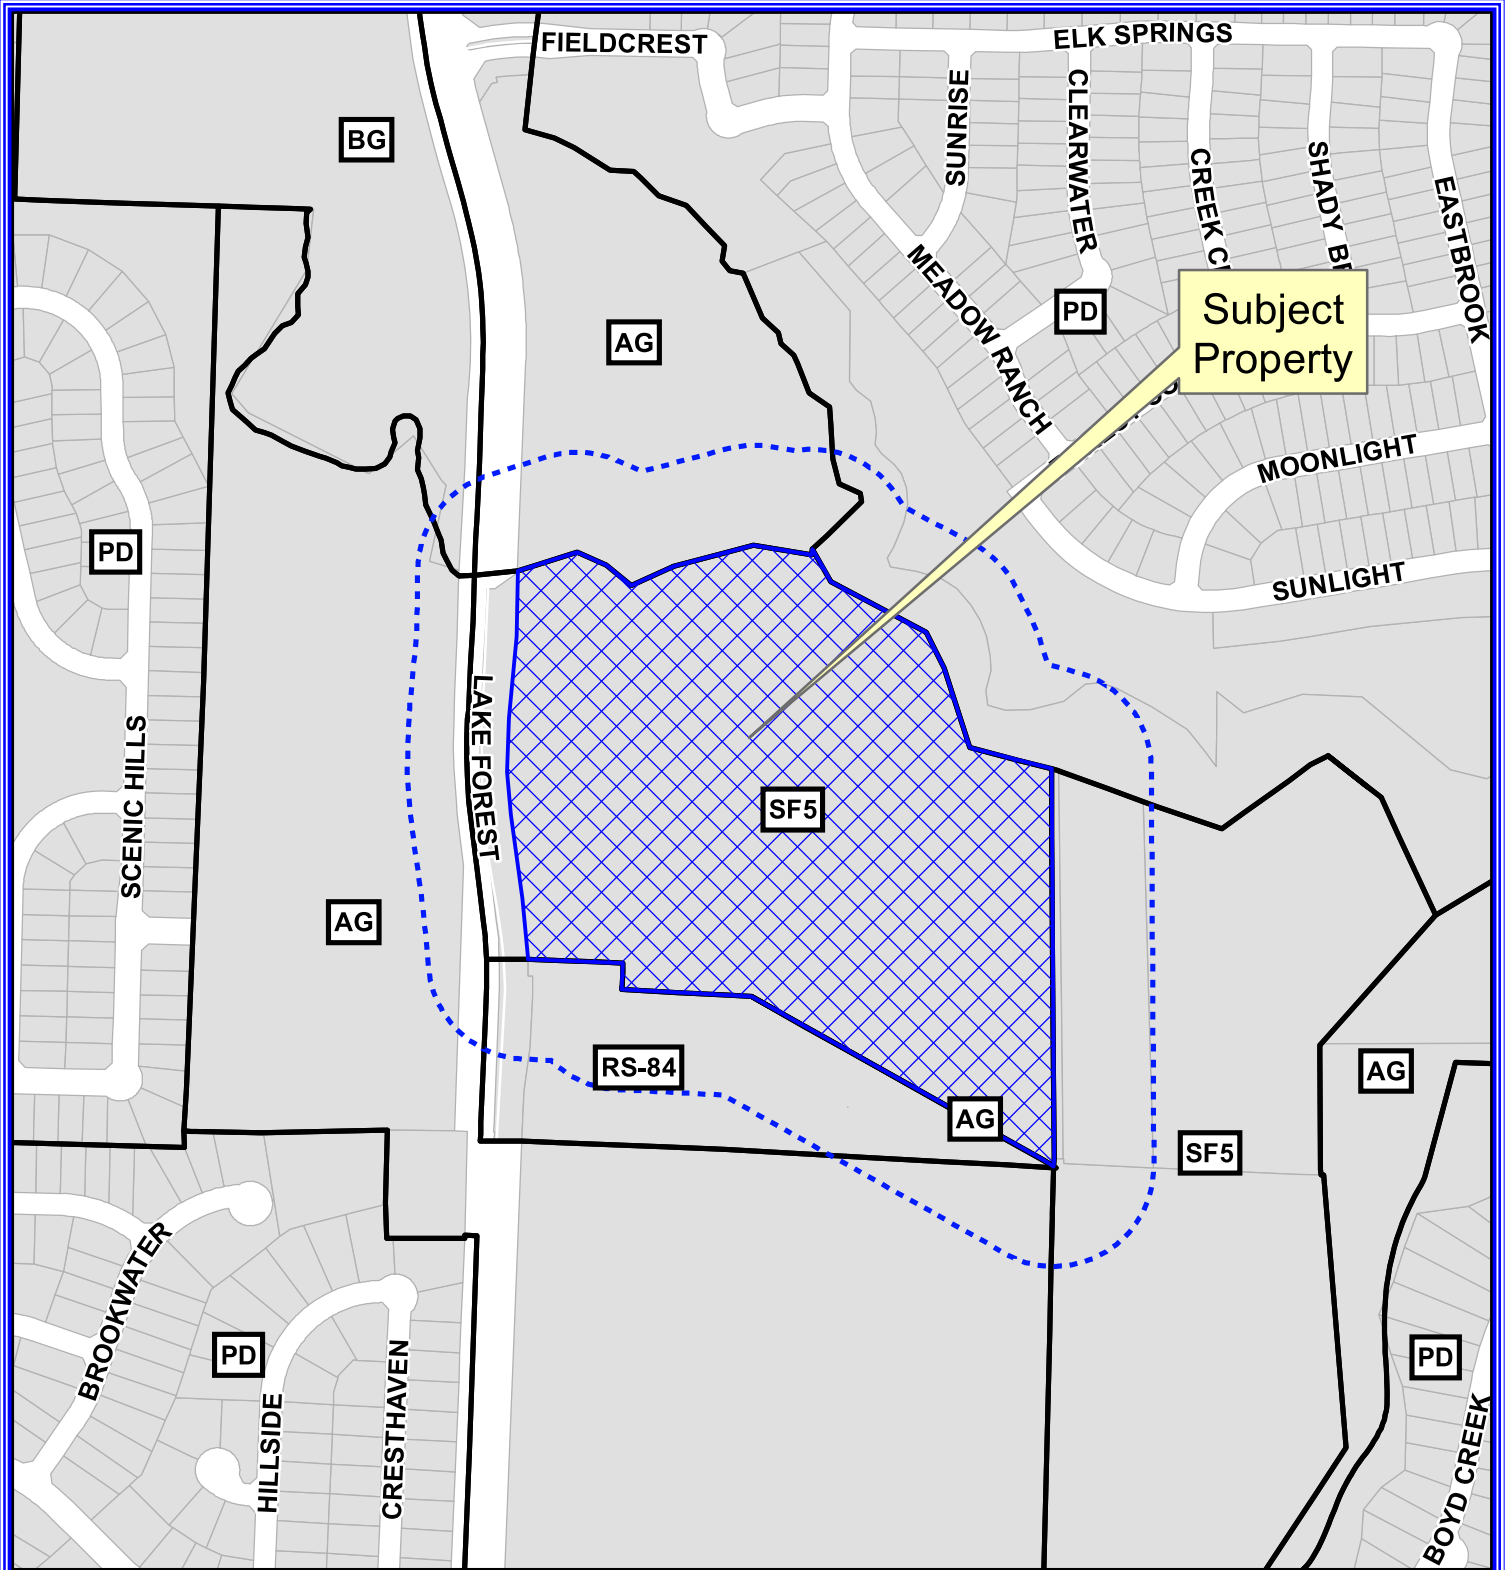 FIELDCREST
ELK SPRINGS
SUNRISE
CLEARWATER
BG
CREEK
SHADY
EASTBROOK
MEADOW RANCH
PD
Subject
Property
AG
MOONLIGHT
PD
SUNLIGHT
LAKE FOREST
SCENIC HILLS
SF5
AG
RS-84
AG
AG
SF5
BROOKWATER
PD
HILLSIDE
CRESTHAVEN
PD
BOYD CREEK